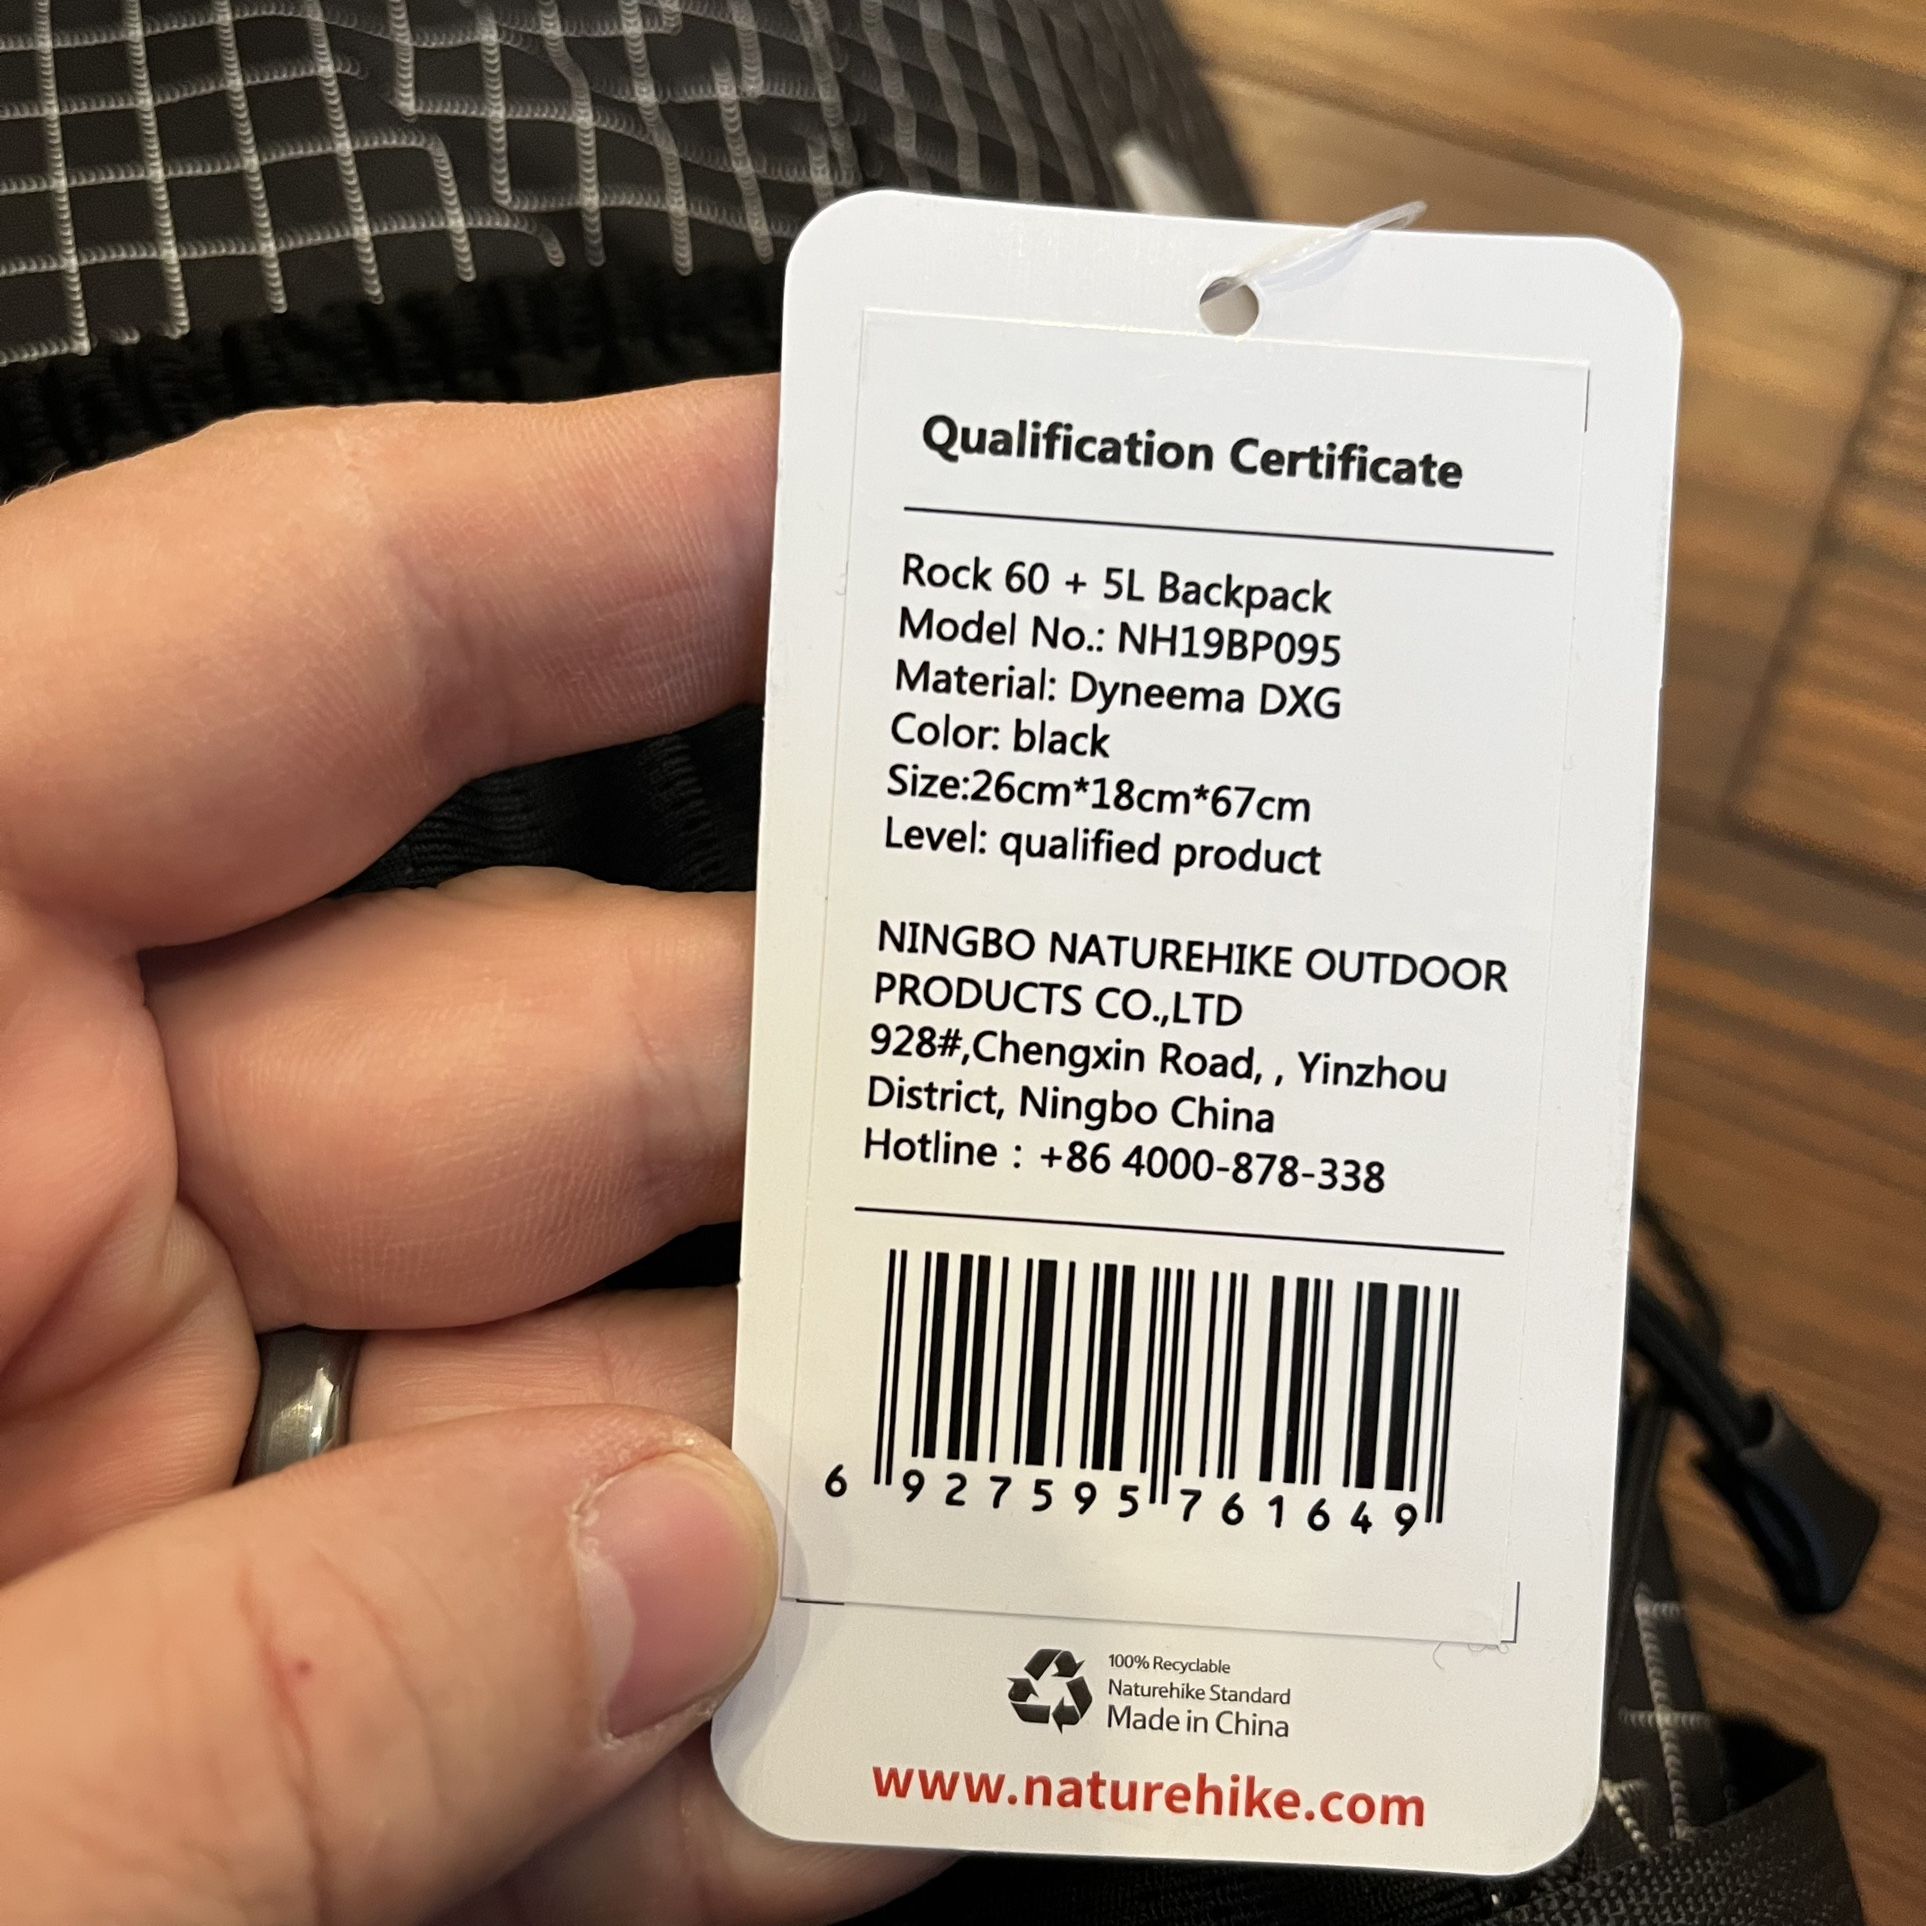 Qualification Certificate
Rock 60 + 5L Backpack
Model No.: NH19BP095
Material: Dyneema DXG
Color: black
Size:26cm*18cm*67cm
Level: qualified product
NINGBO NATUREHIKE OUTDOOR
PRODUCTS CO.,LTD
928#,Chengxin Road, , Yinzhou
District, Ningbo China
Hotline : +86 4000-878-338
6 927595 761649
100% Recyclable
Naturehike Standard
Made in China
www.naturehike.com